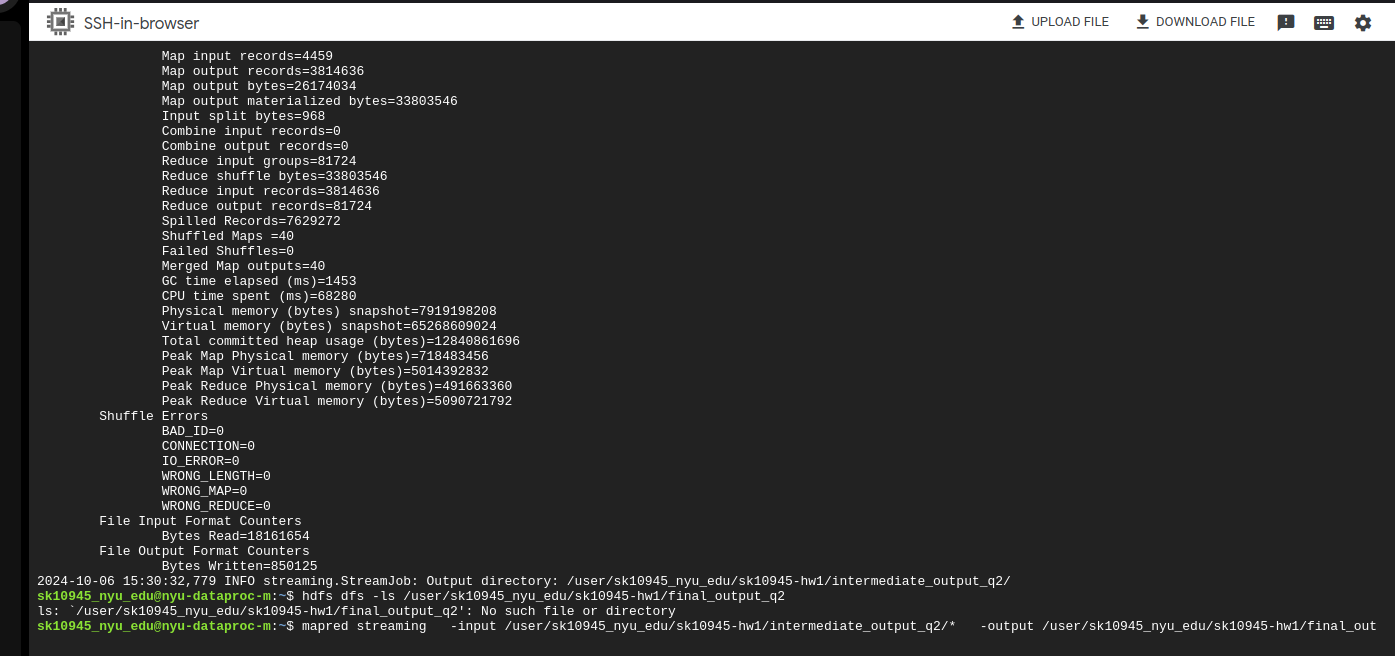 SSH-in-browser
UPLOAD FILE
DOWNLOAD FILE
Map input records=4459
Map output records=3814636
Map output bytes=26174034
Map output materialized bytes=33803546
Input split bytes=968
Combine input records=0
Combine output records=0
Reduce input groups=81724
Reduce shuffle bytes=33803546
Reduce input records=3814636
Reduce output records=81724
Spilled Records=7629272
Shuffled Maps =40
Failed Shuffles=0
Merged Map outputs=40
GC time elapsed (ms)=1453
CPU time spent (ms)=68280
Physical memory (bytes) snapshot=7919198208
Virtual memory (bytes) snapshot=65268609024
Total committed heap usage (bytes)=12840861696
Peak Map Physical memory (bytes)=718483456
Peak Map Virtual memory (bytes)=5014392832
Peak Reduce Physical memory (bytes)=491663360
Peak Reduce Virtual memory (bytes)=5090721792
Shuffle Errors
BAD_ID=0
CONNECTION=0
IO_ERROR=0
WRONG_LENGTH=0
WRONG_MAP=0
WRONG_REDUCE=0
File Input Format Counters
Bytes Read=18161654
File Output Format Counters
Bytes Written=850125
2024-10-06 15:30:32,779 INFO streaming.StreamJob: Output directory: /user/sk10945_nyu_edu/sk10945-hw1/intermediate_output_q2/
sk10945_nyu_edu@nyu-dataproc-m:~$ hdfs dfs -ls /user/sk10945_nyu_edu/sk10945-hw1/final_output_q2
ls: `/user/sk10945_nyu_edu/sk10945-hw1/final_output_q2': No such file or directory
sk10945_nyu_edu@nyu-dataproc-m:~$ mapred streaming   -input /user/sk10945_nyu_edu/sk10945-hw1/intermediate_output_q2/*   -output /user/sk10945_nyu_edu/sk10945-hw1/final_out